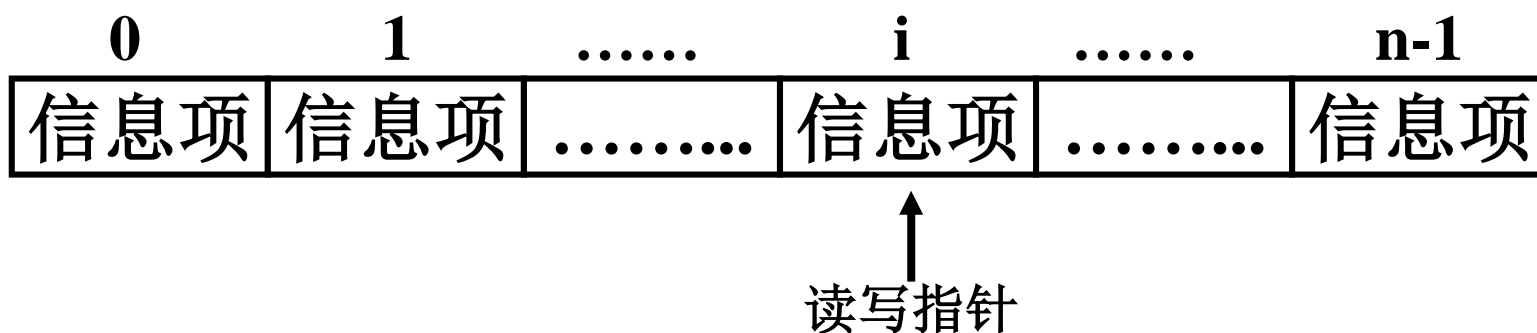 0 1 …… i …… n-1
信息项 信息项 ……... 信息项 ……... 信息项
读写指针